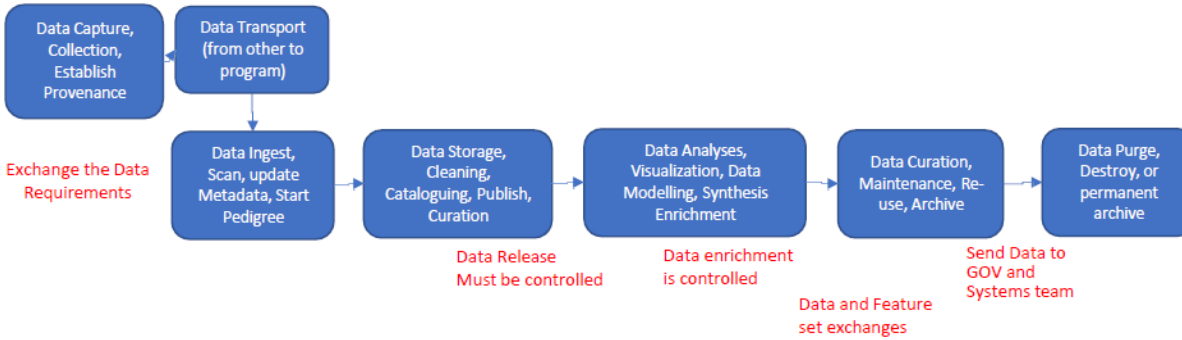 Data Capture,
Collection,
Establish
Provenance
Data Transport
(from other to
program)
Exchange the Data
Requirements
Data Ingest,
Scan, update
Metadata, Start
Pedigree
Data Storage,
Cleaning,
Cataloguing, Publish,
Curation
Data Analyses,
Visualization, Data
Modelling, Synthesis
Enrichment
Data Curation,
Maintenance, Re-
use, Archive
Data Purge,
Destroy, or
permanent
archive
Data Release
Must be controlled
Data enrichment
is controlled
Data and Feature
set exchanges
Send Data to
GOV and
Systems team